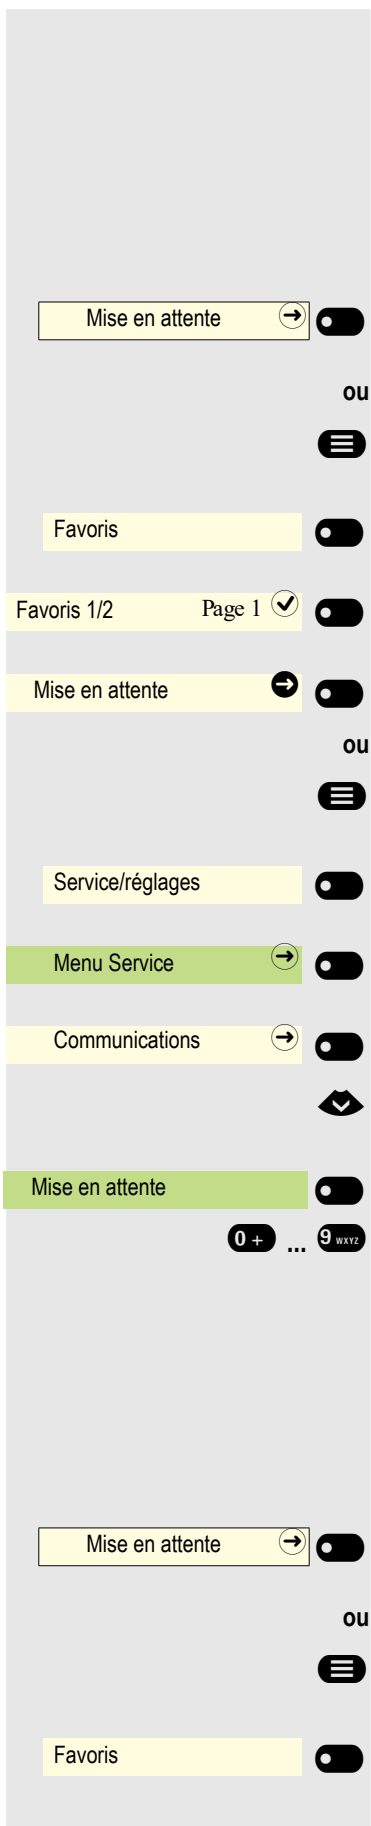 Mise en attente
ou
Favoris
Favoris 1/2 Page 1
Mise en attente
ou
Service/réglages
Menu Service
Communications
Mise en attente
0 + ... 9 WXYZ
Mise en attente
ou
Favoris